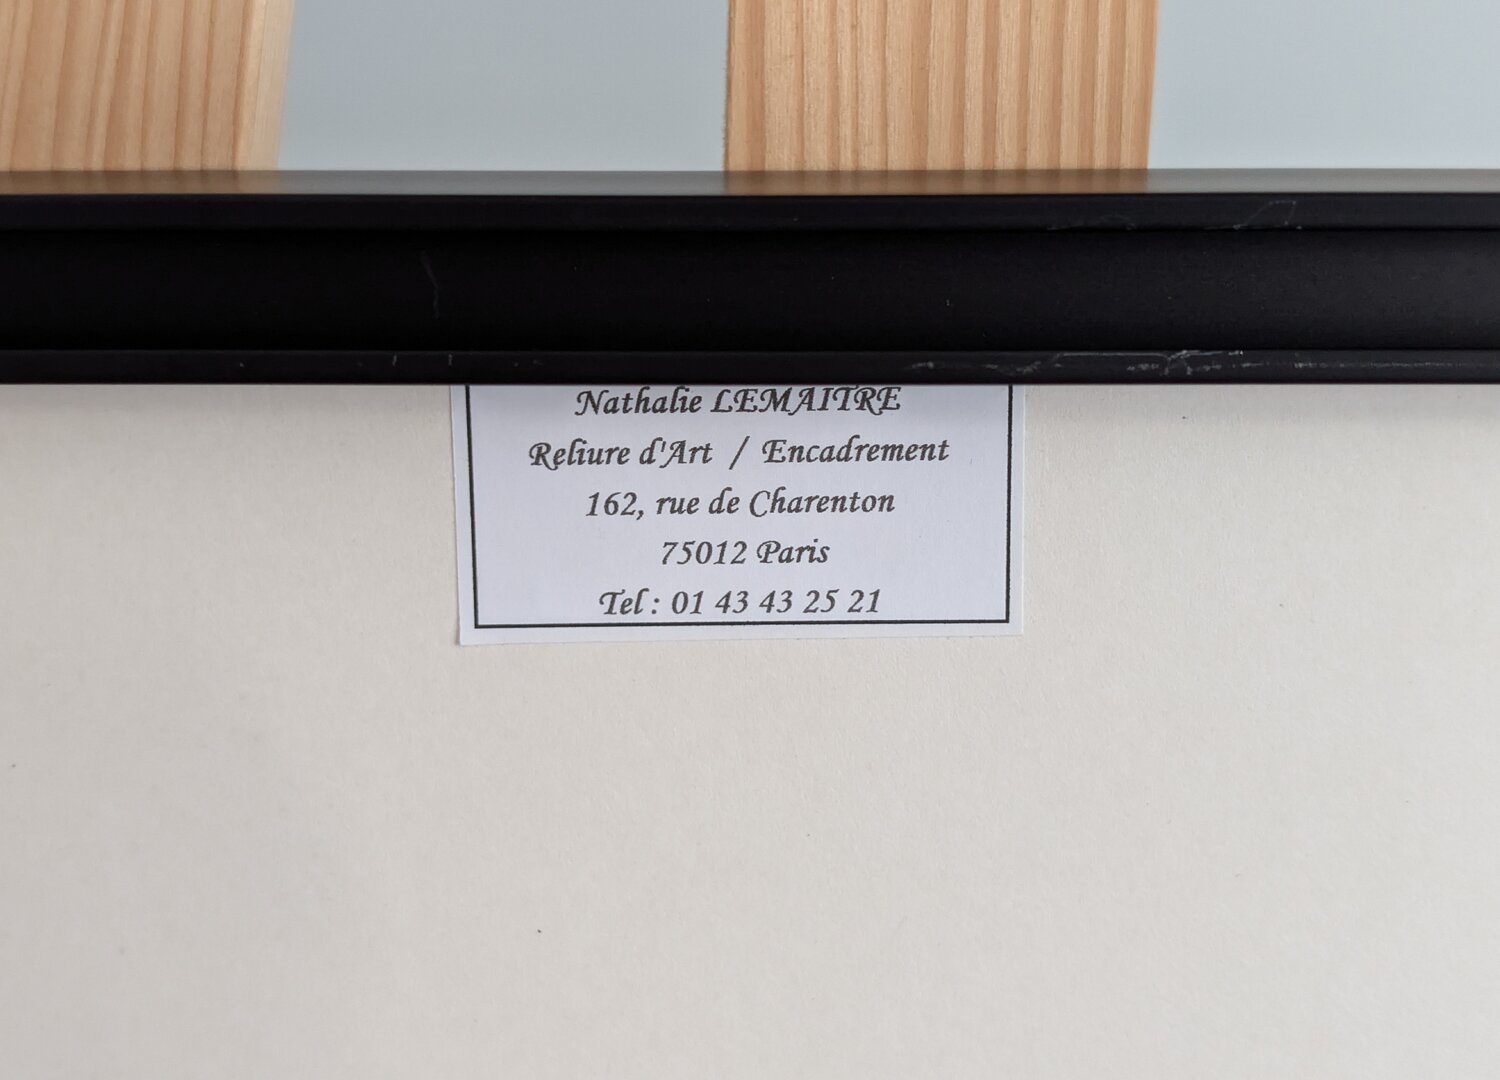 Nathalie LEMAITRE
Reliure d'Art / Encadrement
162, rue de Charenton
75012 Paris
Tel : 01 43 43 25 21